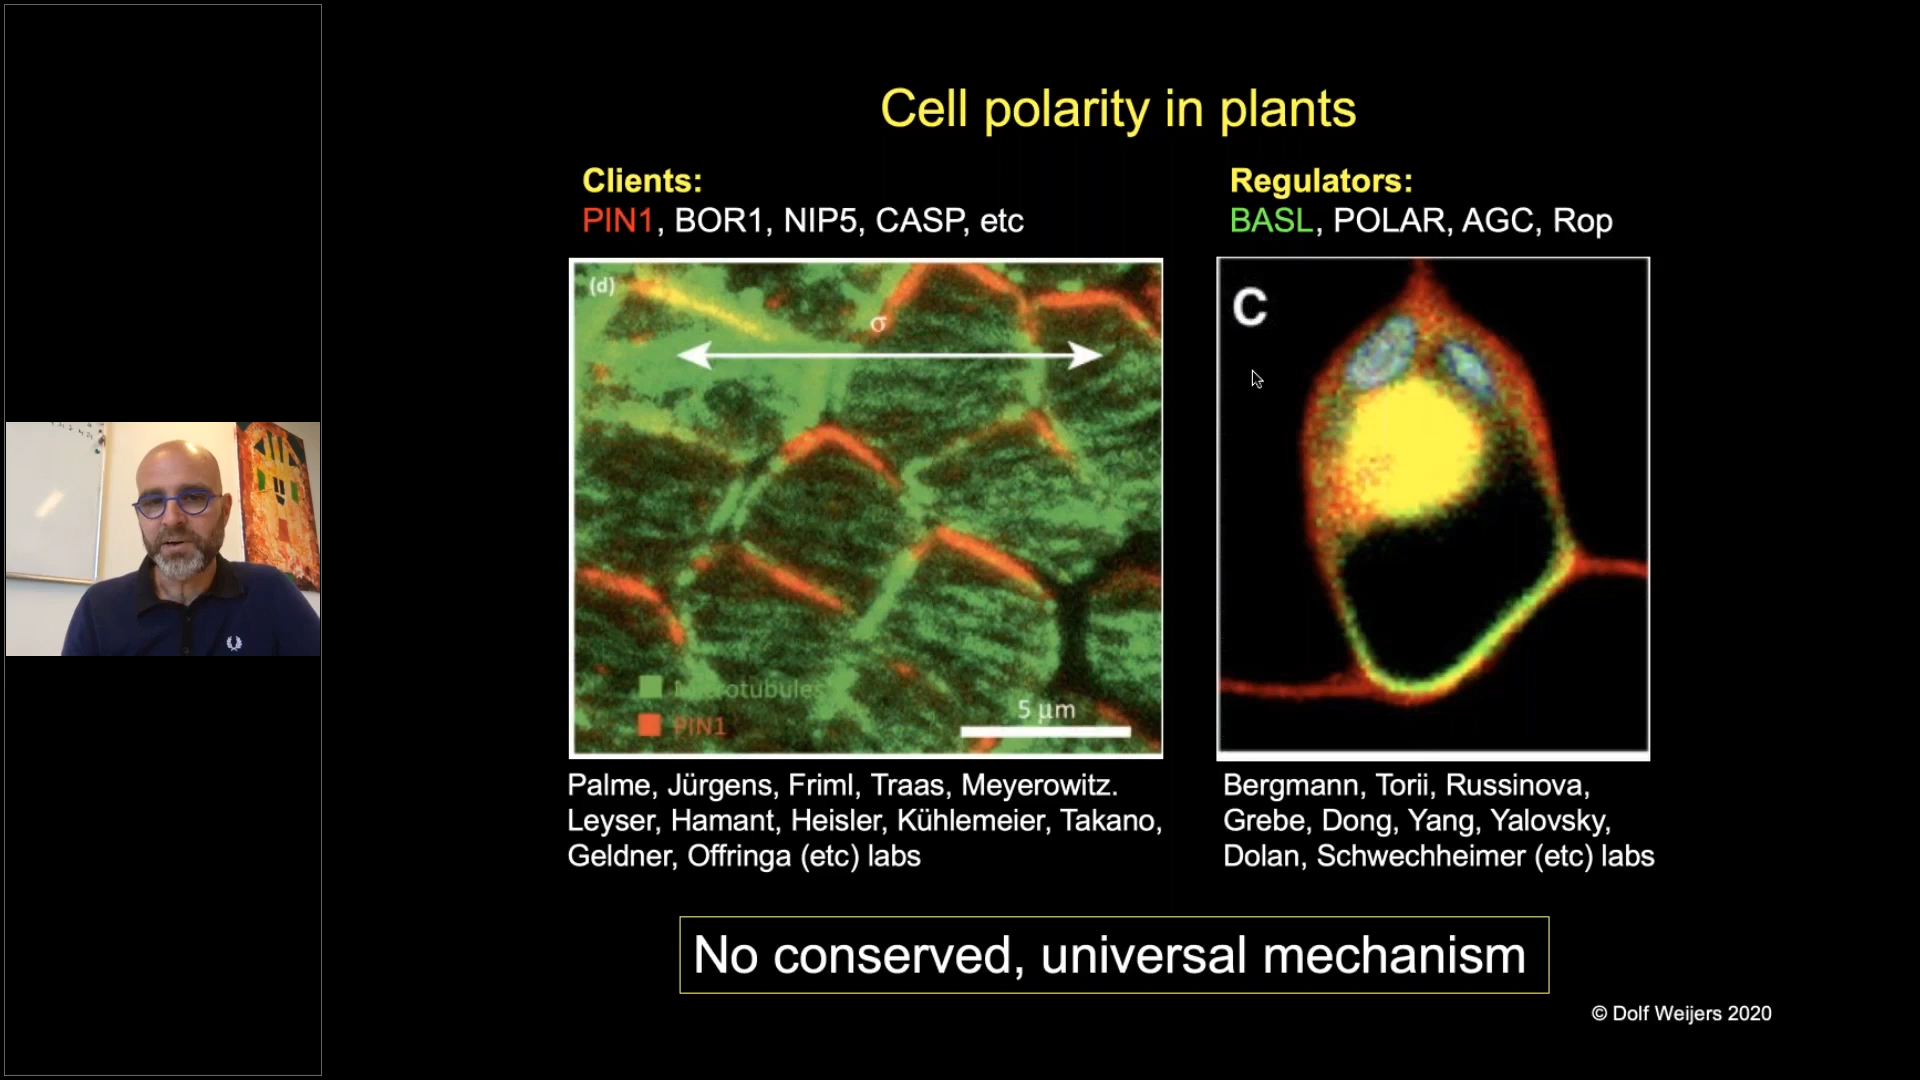 Cell polarity in plants
Clients:
PIN1, BOR1, NIP5, CASP, etc
Regulators:
BASL, POLAR, AGC, Rop
(d)
σ
Microtubules
PIN1
5 µm
C
Palme, Jürgens, Friml, Traas, Meyerowitz.
Leyser, Hamant, Heisler, Kühlemeier, Takano,
Geldner, Offringa (etc) labs
Bergmann, Torii, Russinova,
Grebe, Dong, Yang, Yalovsky,
Dolan, Schwechheimer (etc) labs
No conserved, universal mechanism
© Dolf Weijers 2020